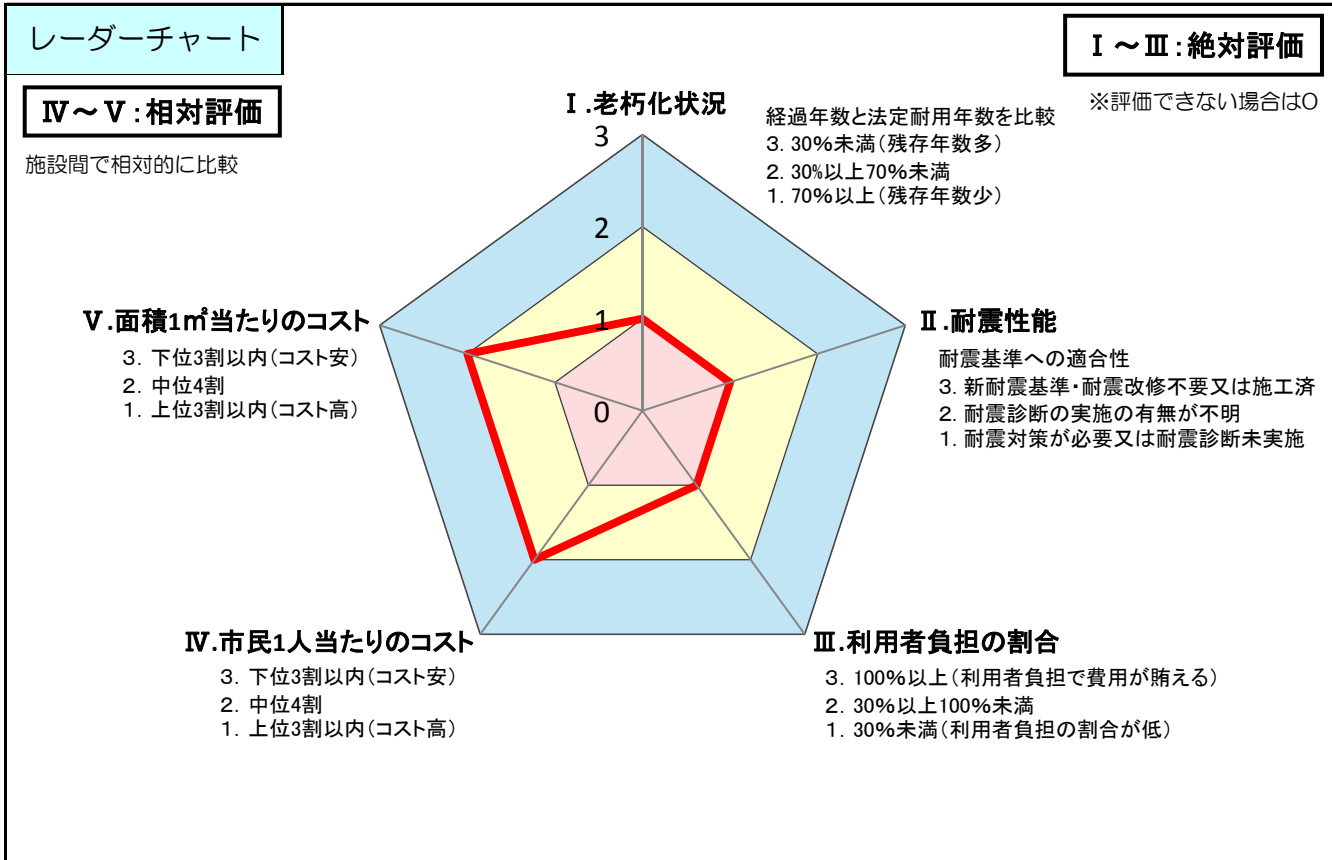 レーダーチャート
Ⅰ～Ⅲ:絶対評価
※評価できない場合は0
Ⅳ～Ⅴ:相対評価
施設間で相対的に比較
Ⅰ.老朽化状況
経過年数と法定耐用年数を比較
3. 30%未満(残存年数多)
2. 30%以上70%未満
1. 70%以上(残存年数少)
3
2
1
0
Ⅱ.耐震性能
耐震基準への適合性
3. 新耐震基準・耐震改修不要又は施工済
2. 耐震診断の実施の有無が不明
1. 耐震対策が必要又は耐震診断未実施
Ⅴ.面積1㎡当たりのコスト
3. 下位3割以内(コスト安)
2. 中位4割
1. 上位3割以内(コスト高)
Ⅳ.市民1人当たりのコスト
3. 下位3割以内(コスト安)
2. 中位4割
1. 上位3割以内(コスト高)
Ⅲ.利用者負担の割合
3. 100%以上(利用者負担で費用が賄える)
2. 30%以上100%未満
1. 30%未満(利用者負担の割合が低)